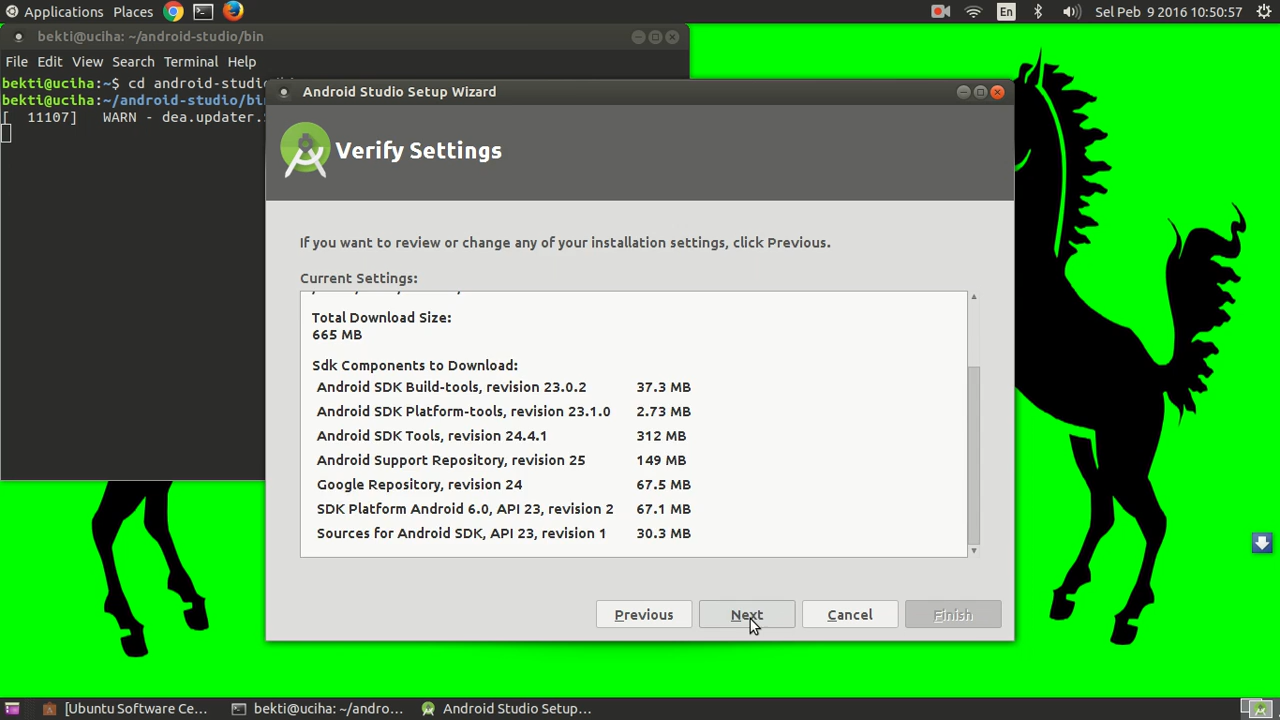 Applications Places En Sel Peb 9 2016 10:50:57
bekti@uciha: ~/android-studio/bin
File Edit View Search Terminal Help
bekti@uciha:~$ cd android-studio
bekti@uciha:~/android-studio/bin
[ 11107] WARN - dea.updater.
Android Studio Setup Wizard
Verify Settings
If you want to review or change any of your installation settings, click Previous.
Current Settings:
Total Download Size:
665 MB
Sdk Components to Download:
Android SDK Build-tools, revision 23.0.2 37.3 MB
Android SDK Platform-tools, revision 23.1.0 2.73 MB
Android SDK Tools, revision 24.4.1 312 MB
Android Support Repository, revision 25 149 MB
Google Repository, revision 24 67.5 MB
SDK Platform Android 6.0, API 23, revision 2 67.1 MB
Sources for Android SDK, API 23, revision 1 30.3 MB
Previous Next Cancel Finish
[Ubuntu Software Ce... bekti@uciha: ~/andro... Android Studio Setup...